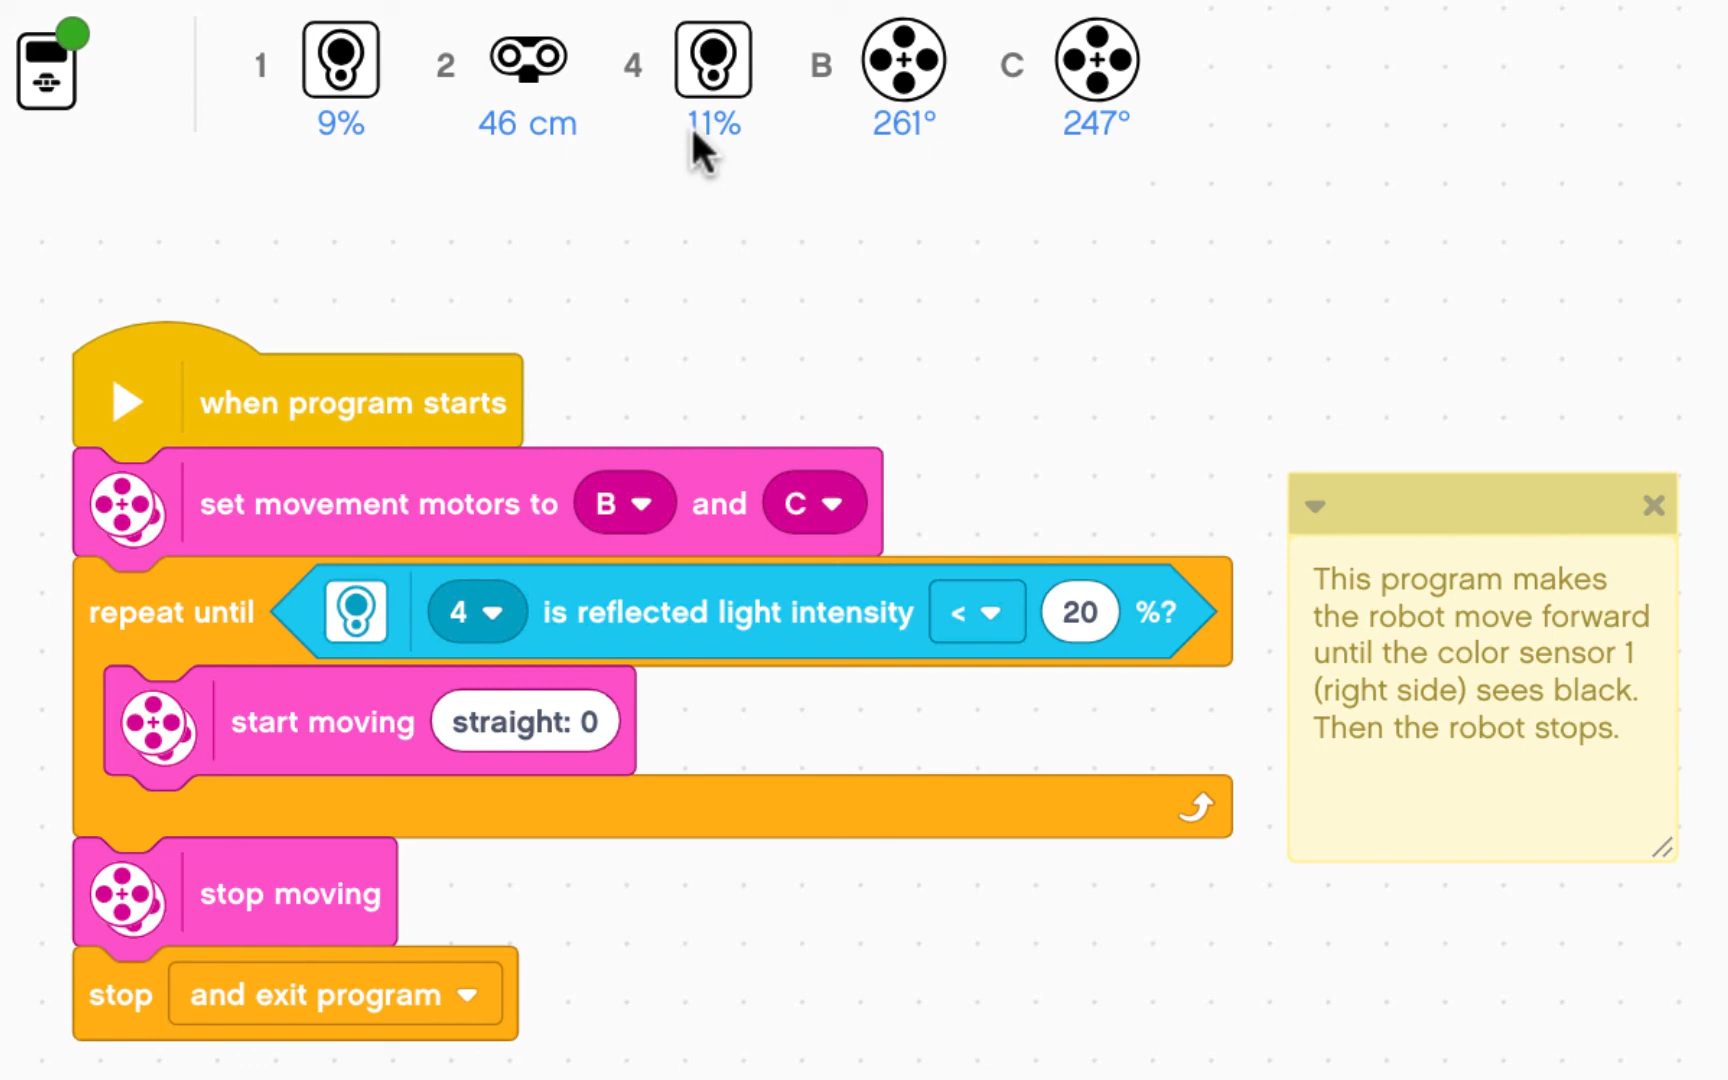 1 2 4 B C
9% 46 cm 11% 261° 247°
when program starts
set movement motors to B and C
repeat until 4 is reflected light intensity < 20 %?
start moving straight: 0
stop moving
stop and exit program
This program makes
the robot move forward
until the color sensor 1
(right side) sees black.
Then the robot stops.